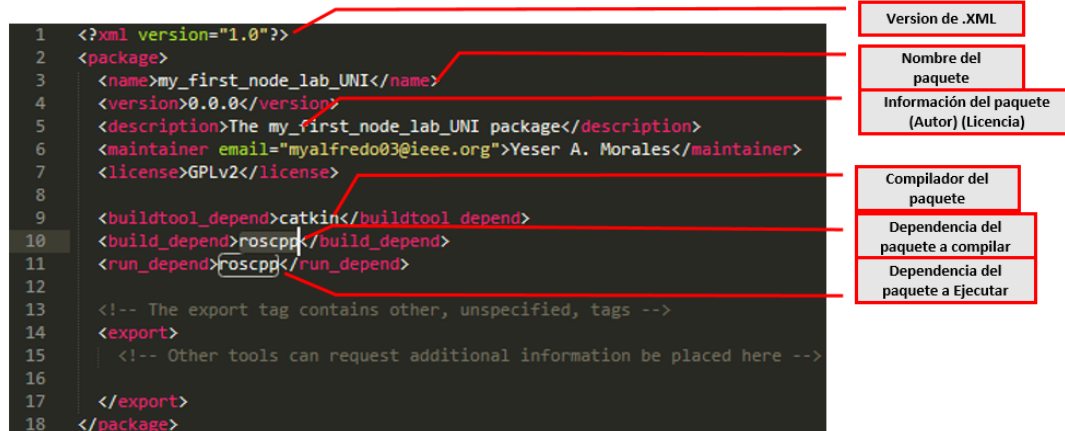 1 <?xml version="1.0"?>
2 <package>
3 <name>my_first_node_lab_UNI</name>
4 <version>0.0.0</version>
5 <description>The my_first_node_lab_UNI package</description>
6 <maintainer email="myalfredo03@ieee.org">Yeser A. Morales</maintainer>
7 <license>GPLv2</license>
8
9 <buildtool_depend>catkin</buildtool_depend>
10 <build_depend>roscpp</build_depend>
11 <run_depend>roscpp</run_depend>
12
13 <!-- The export tag contains other, unspecified, tags -->
14 <export>
15 <!-- Other tools can request additional information be placed here -->
16
17 </export>
18 </package>
Version de .XML
Nombre del
paquete
Información del paquete
(Autor) (Licencia)
Compilador del
paquete
Dependencia del
paquete a compilar
Dependencia del
paquete a Ejecutar